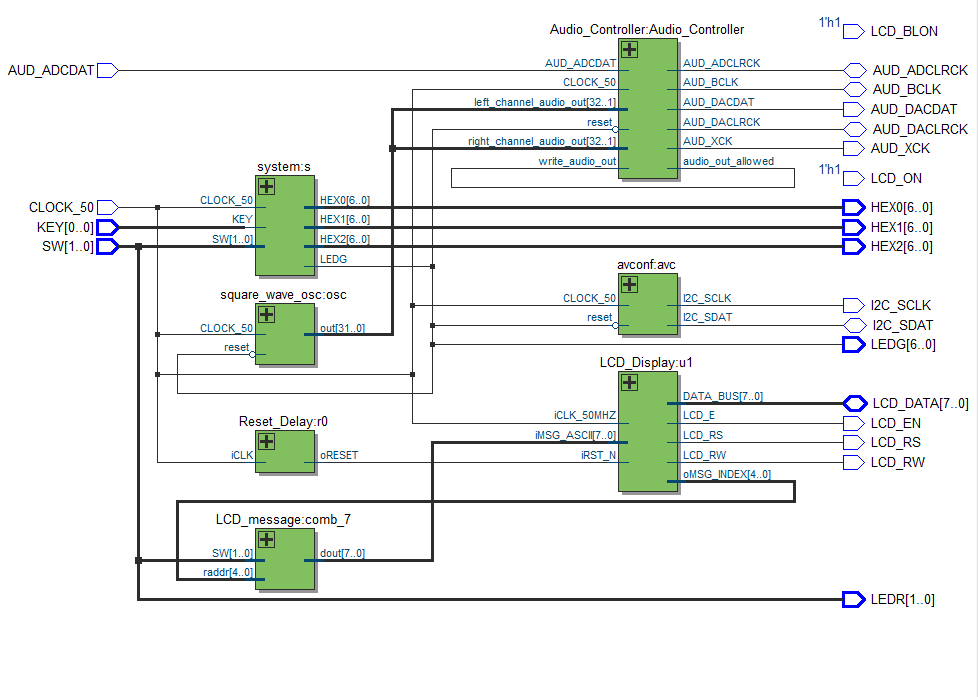 Audio_Controller:Audio_Controller
1'h1 LCD_BLON
AUD_ADCDAT
AUD_ADCDAT AUD_ADCLRCK
AUD_ADCLRCK
CLOCK_50 AUD_BCLK
AUD_BCLK
left_channel_audio_out[32..1] AUD_DACDAT
AUD_DACDAT
reset AUD_DACLRCK
AUD_DACLRCK
right_channel_audio_out[32..1] AUD_XCK
AUD_XCK
write_audio_out audio_out_allowed
1'h1 LCD_ON
system:s
CLOCK_50
CLOCK_50 HEX0[6..0]
HEX0[6..0]
KEY[0..0]
KEY HEX1[6..0]
HEX1[6..0]
SW[1..0]
SW[1..0] HEX2[6..0]
HEX2[6..0]
LEDG
avconf:avc
CLOCK_50 I2C_SCLK
I2C_SCLK
reset I2C_SDAT
I2C_SDAT
LEDG[6..0]
square_wave_osc:osc
CLOCK_50 out[31..0]
reset
LCD_Display:u1
DATA_BUS[7..0]
LCD_DATA[7..0]
iCLK_50MHZ LCD_E
LCD_EN
iMSG_ASCII[7..0] LCD_RS
LCD_RS
iRST_N LCD_RW
LCD_RW
oMSG_INDEX[4..0]
Reset_Delay:r0
iCLK oRESET
LCD_message:comb_7
SW[1..0] dout[7..0]
raddr[4..0]
LEDR[1..0]